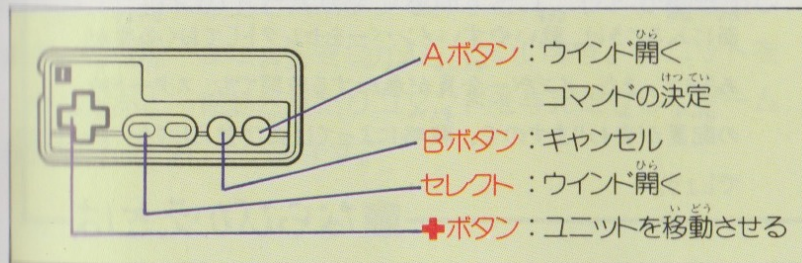 Aボタン：ウインド開く
コマンドの決定
Bボタン：キャンセル
セレクト：ウインド開く
✚ボタン：ユニットを移動させる